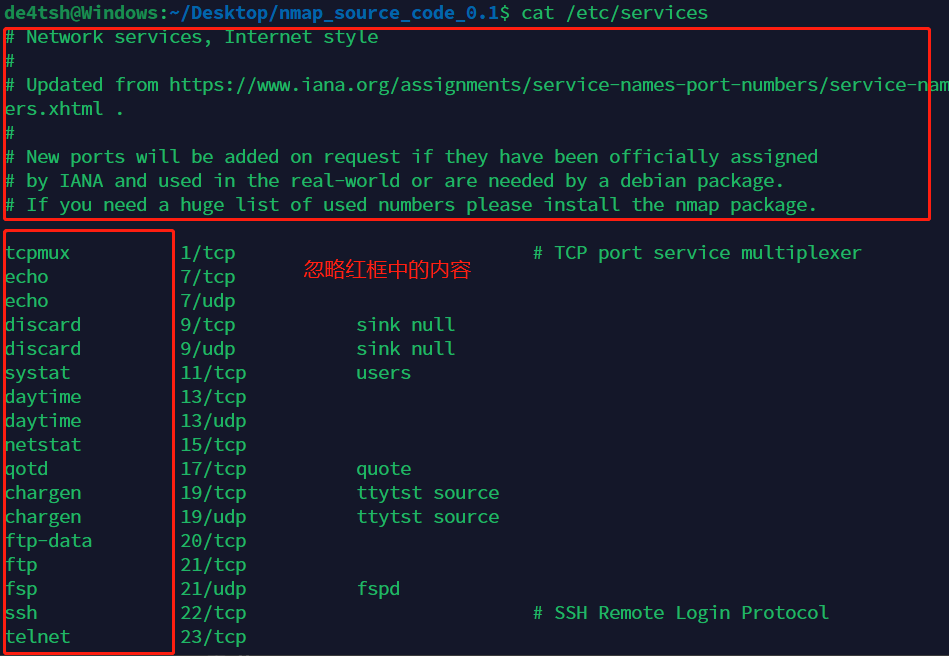 de4tsh@Windows:~/Desktop/nmap_source_code_0.1$ cat /etc/services
# Network services, Internet style
#
# Updated from https://www.iana.org/assignments/service-names-port-numbers/service-nam
ers.xhtml .
#
# New ports will be added on request if they have been officially assigned
# by IANA and used in the real-world or are needed by a debian package.
# If you need a huge list of used numbers please install the nmap package.
tcpmux 1/tcp # TCP port service multiplexer
忽略红框中的内容
echo 7/tcp
echo 7/udp
discard 9/tcp sink null
discard 9/udp sink null
systat 11/tcp users
daytime 13/tcp
daytime 13/udp
netstat 15/tcp
qotd 17/tcp quote
chargen 19/tcp ttytst source
chargen 19/udp ttytst source
ftp-data 20/tcp
ftp 21/tcp
fsp 21/udp fspd
ssh 22/tcp # SSH Remote Login Protocol
telnet 23/tcp